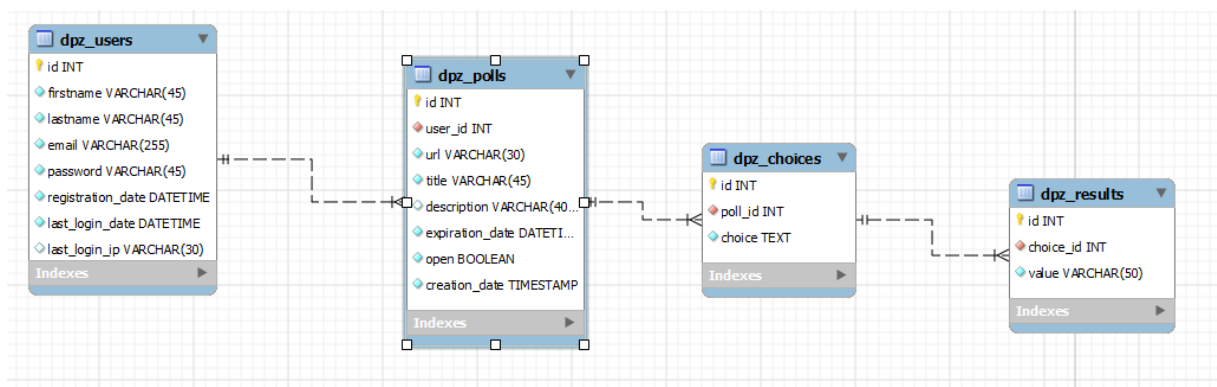 dpz_users
id INT
firstname VARCHAR(45)
lastname VARCHAR(45)
email VARCHAR(255)
password VARCHAR(45)
registration_date DATETIME
last_login_date DATETIME
last_login_ip VARCHAR(30)
Indexes
dpz_polls
id INT
user_id INT
url VARCHAR(30)
title VARCHAR(45)
description VARCHAR(40...
expiration_date DATETI...
open BOOLEAN
creation_date TIMESTAMP
Indexes
dpz_choices
id INT
poll_id INT
choice TEXT
Indexes
dpz_results
id INT
choice_id INT
value VARCHAR(50)
Indexes